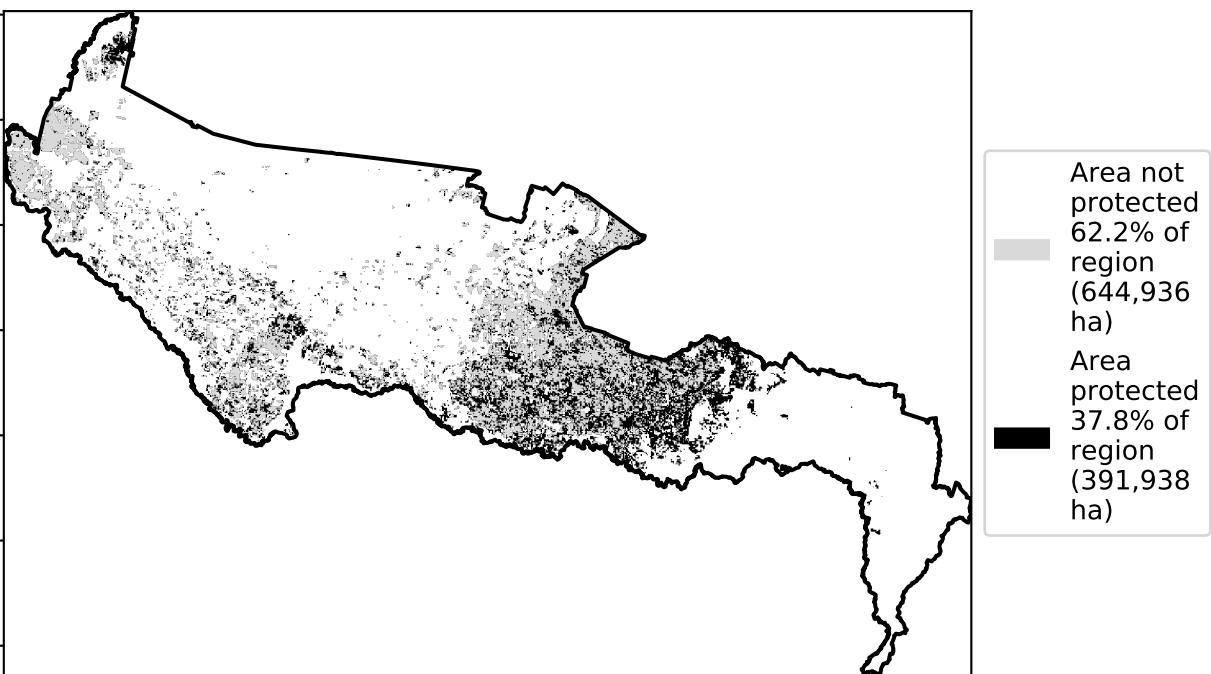 Area not
protected
62.2% of
region
(644,936
ha)
Area
protected
37.8% of
region
(391,938
ha)